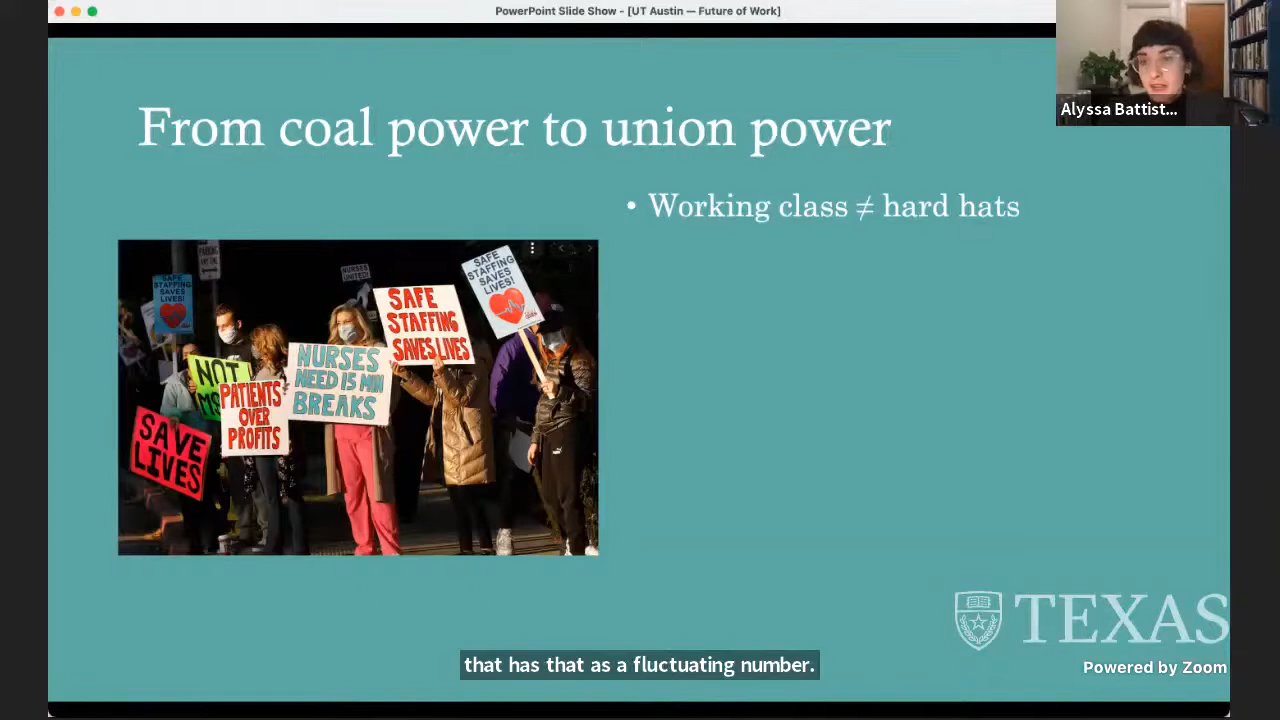 PowerPoint Slide Show - [UT Austin — Future of Work]
Alyssa Battist...
From coal power to union power
• Working class ≠ hard hats
PARKING
SAFE
STAFFING
SAVES
LIVES!
NURSES
UNITED!
SAFE
STAFFING
SAVES LIVES
SAFE
STAFFING
SAVES
LIVES!
NOT
PATIENTS
OVER
PROFITS
NURSES
NEED 15 MIN
BREAKS
SAVE
LIVES
TEXAS
Powered by Zoom
that has that as a fluctuating number.